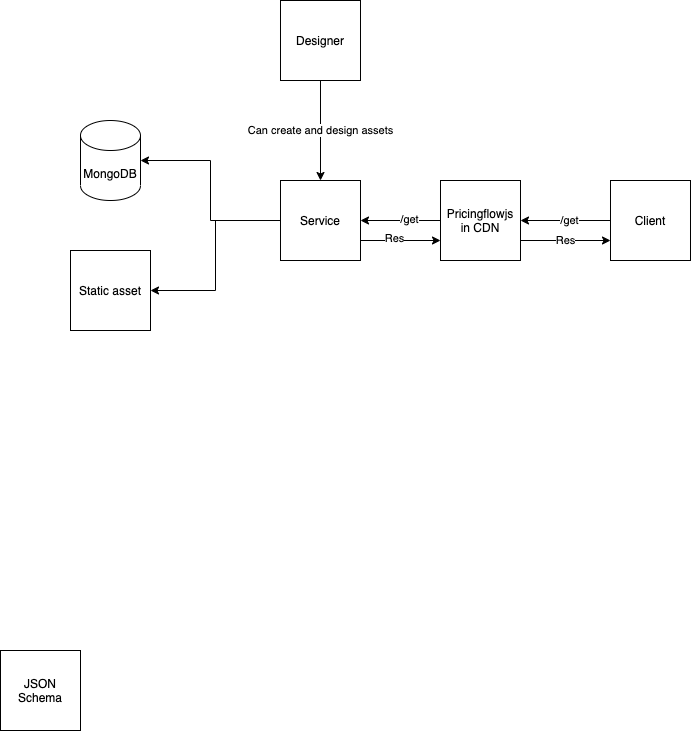 Designer
Can create and design assets
MongoDB
Service
/get
Res
Pricingflowjs
in CDN
/get
Res
Client
Static asset
JSON
Schema